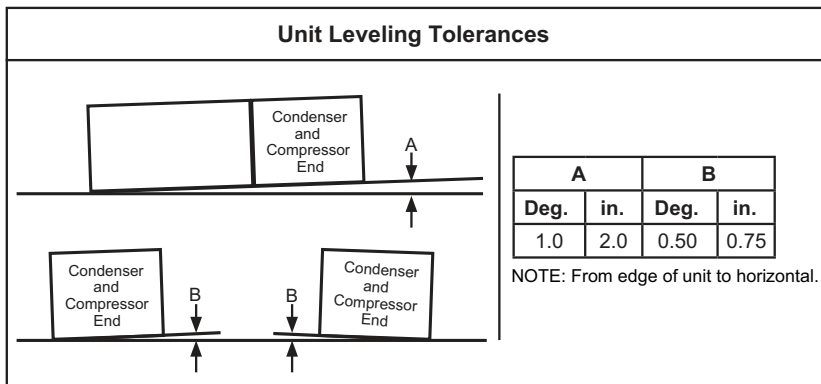 Unit Leveling Tolerances
Condenser
and
Compressor
End
A
Condenser
and
Compressor
End
B
B
Condenser
and
Compressor
End
A B
Deg. in. Deg. in.
1.0 2.0 0.50 0.75
NOTE: From edge of unit to horizontal.